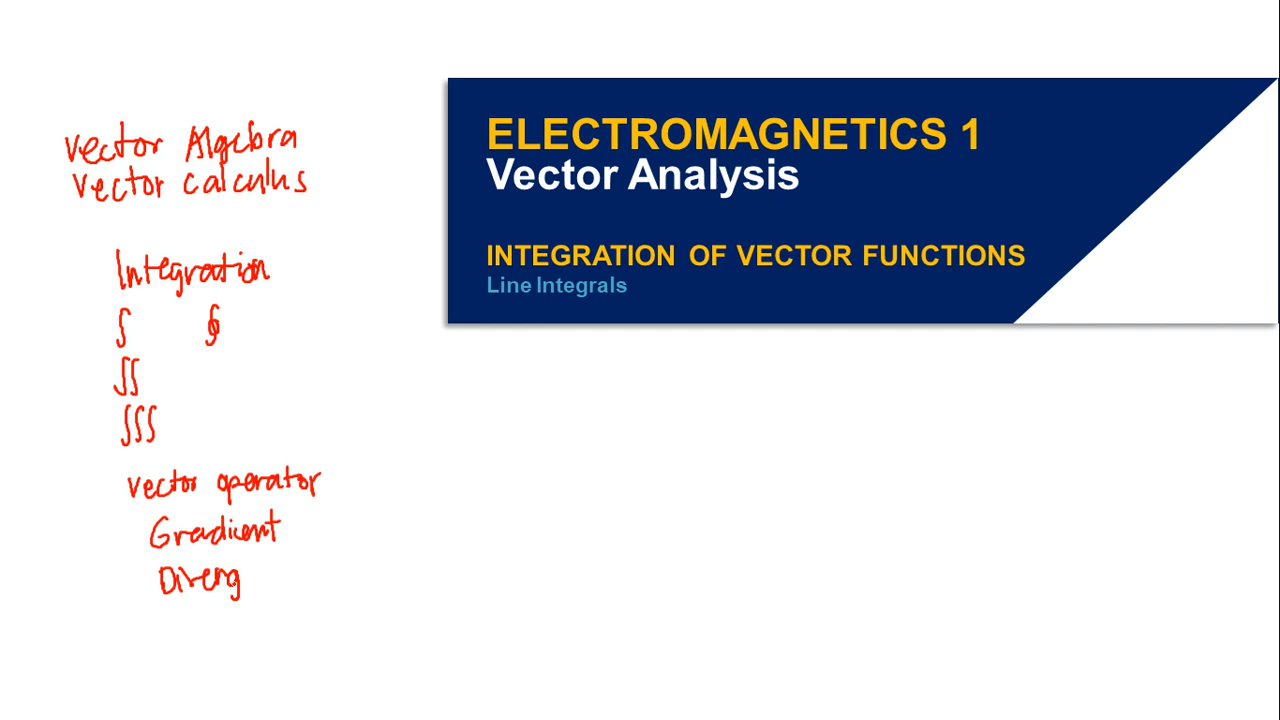 Vector Algebra
Vector calculus
Integration
∫ ∮
∫∫
∫∫∫
vector operator
Gradient
Diverg
ELECTROMAGNETICS 1
Vector Analysis
INTEGRATION OF VECTOR FUNCTIONS
Line Integrals